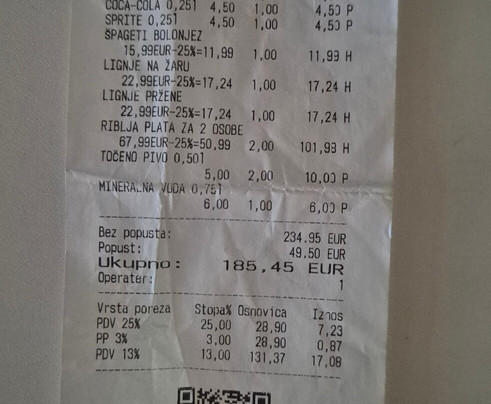 COCA-COLA 0,25l 4,50 1,00 4,50 P
SPRITE 0,25l 4,50 1,00 4,50 P
ŠPAGETI BOLONJEZ
15,99EUR-25%=11,99 1,00 11,99 H
LIGNJE NA ŽARU
22,99EUR-25%=17,24 1,00 17,24 H
LIGNJE PRŽENE
22,99EUR-25%=17,24 1,00 17,24 H
RIBLJA PLATA ZA 2 OSOBE
67,99EUR-25%=50,99 2,00 101,98 H
TOČENO PIVO 0,50l
5,00 2,00 10,00 P
MINERALNA VODA 0,75l
6,00 1,00 6,00 P
Bez popusta: 234.95 EUR
Popust: 49.50 EUR
Ukupno: 185,45 EUR
Operater: 1
Vrsta poreza Stopa% Osnovica Iznos
PDV 25% 25,00 28,90 7,23
PP 3% 3,00 28,90 0,87
PDV 13% 13,00 131,37 17,08